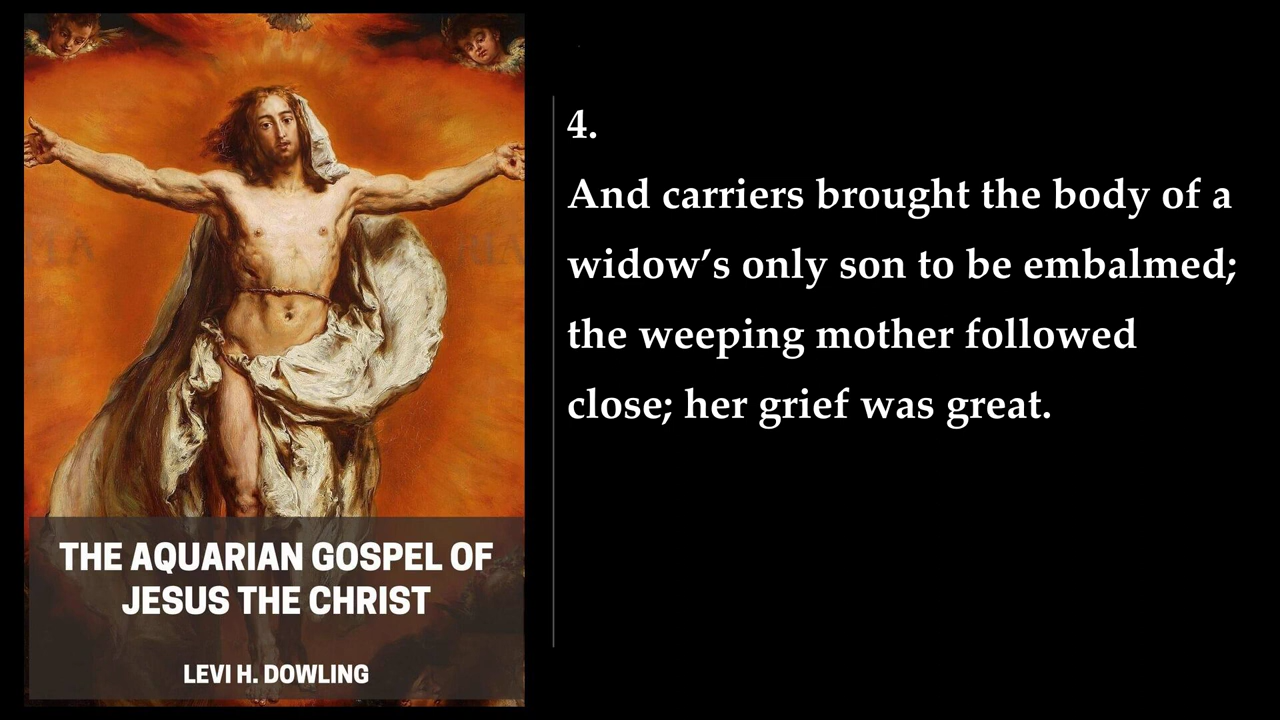 THE AQUARIAN GOSPEL OF
JESUS THE CHRIST
LEVI H. DOWLING
4.
And carriers brought the body of a
widow’s only son to be embalmed;
the weeping mother followed
close; her grief was great.